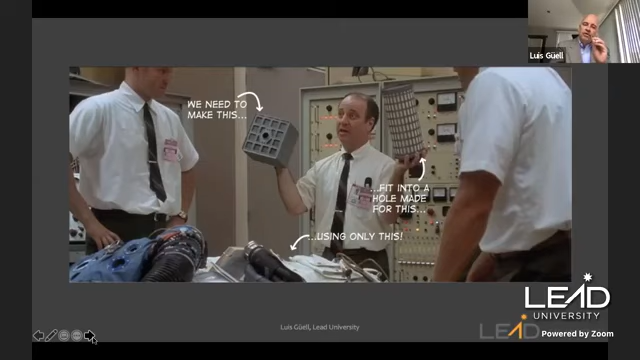 Luis Güell
WE NEED TO
MAKE THIS...
...FIT INTO A
HOLE MADE
FOR THIS...
...USING ONLY THIS!
LEAD
UNIVERSITY
Luis Güell, Lead University
LEAD
Powered by Zoom